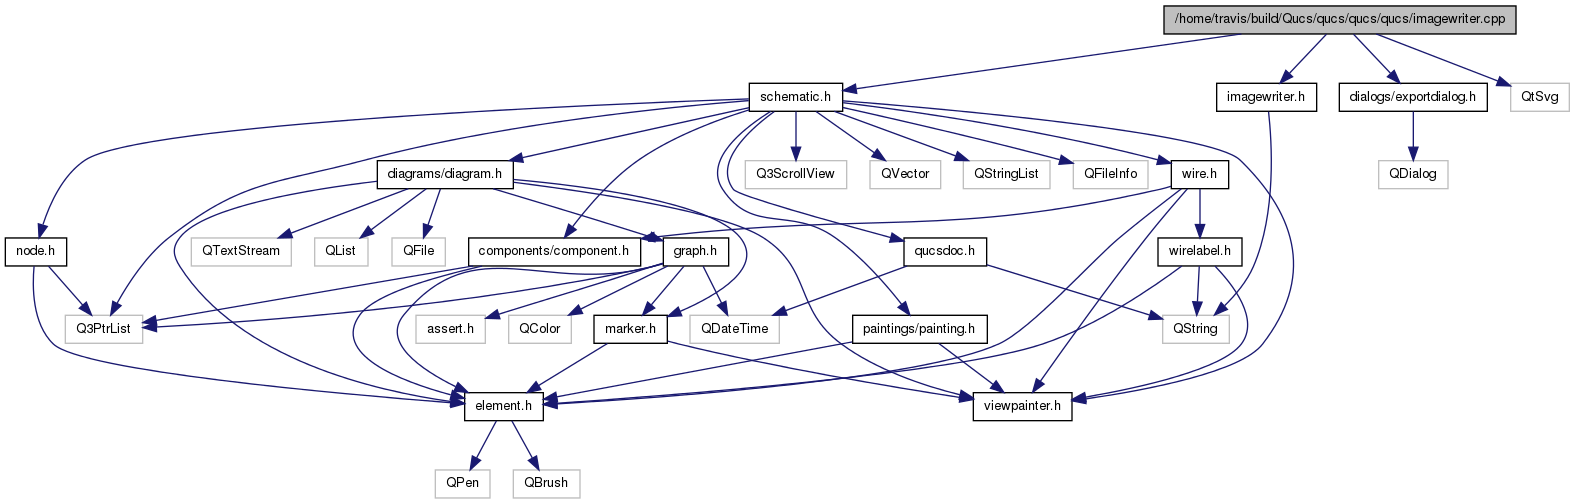 /home/travis/build/Qucs/qucs/qucs/qucs/imagewriter.cpp
schematic.h
imagewriter.h
dialogs/exportdialog.h
QtSvg
diagrams/diagram.h
Q3ScrollView
QVector
QStringList
QFileInfo
wire.h
QDialog
node.h
QTextStream
QList
QFile
components/component.h
graph.h
qucsdoc.h
wirelabel.h
Q3PtrList
assert.h
QColor
marker.h
QDateTime
paintings/painting.h
QString
element.h
viewpainter.h
QPen
QBrush